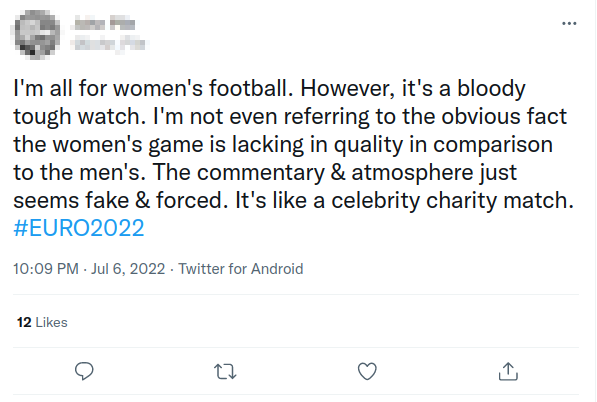 I'm all for women's football. However, it's a bloody
tough watch. I'm not even referring to the obvious fact
the women's game is lacking in quality in comparison
to the men's. The commentary & atmosphere just
seems fake & forced. It's like a celebrity charity match.
#EURO2022
10:09 PM · Jul 6, 2022 · Twitter for Android
12 Likes